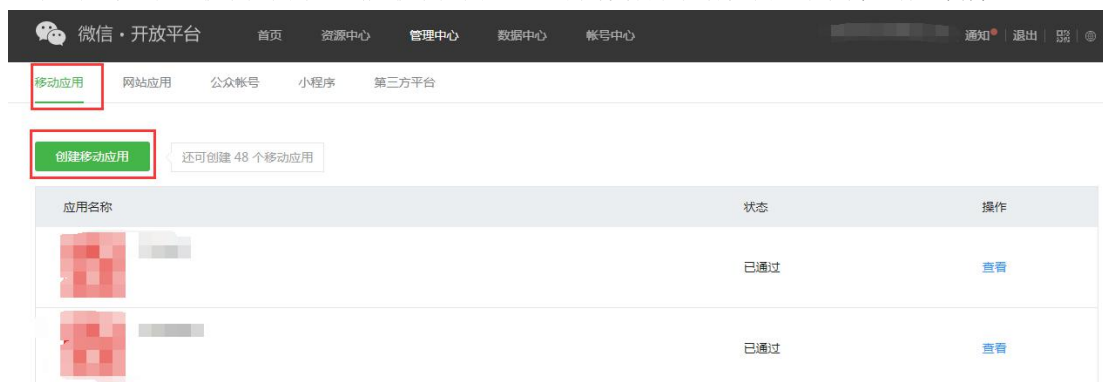 微信·开放平台 首页 资源中心 管理中心 数据中心 帐号中心 通知 | 退出
移动应用 网站应用 公众帐号 小程序 第三方平台
创建移动应用 还可创建 48 个移动应用
应用名称 状态 操作
已通过 查看
已通过 查看